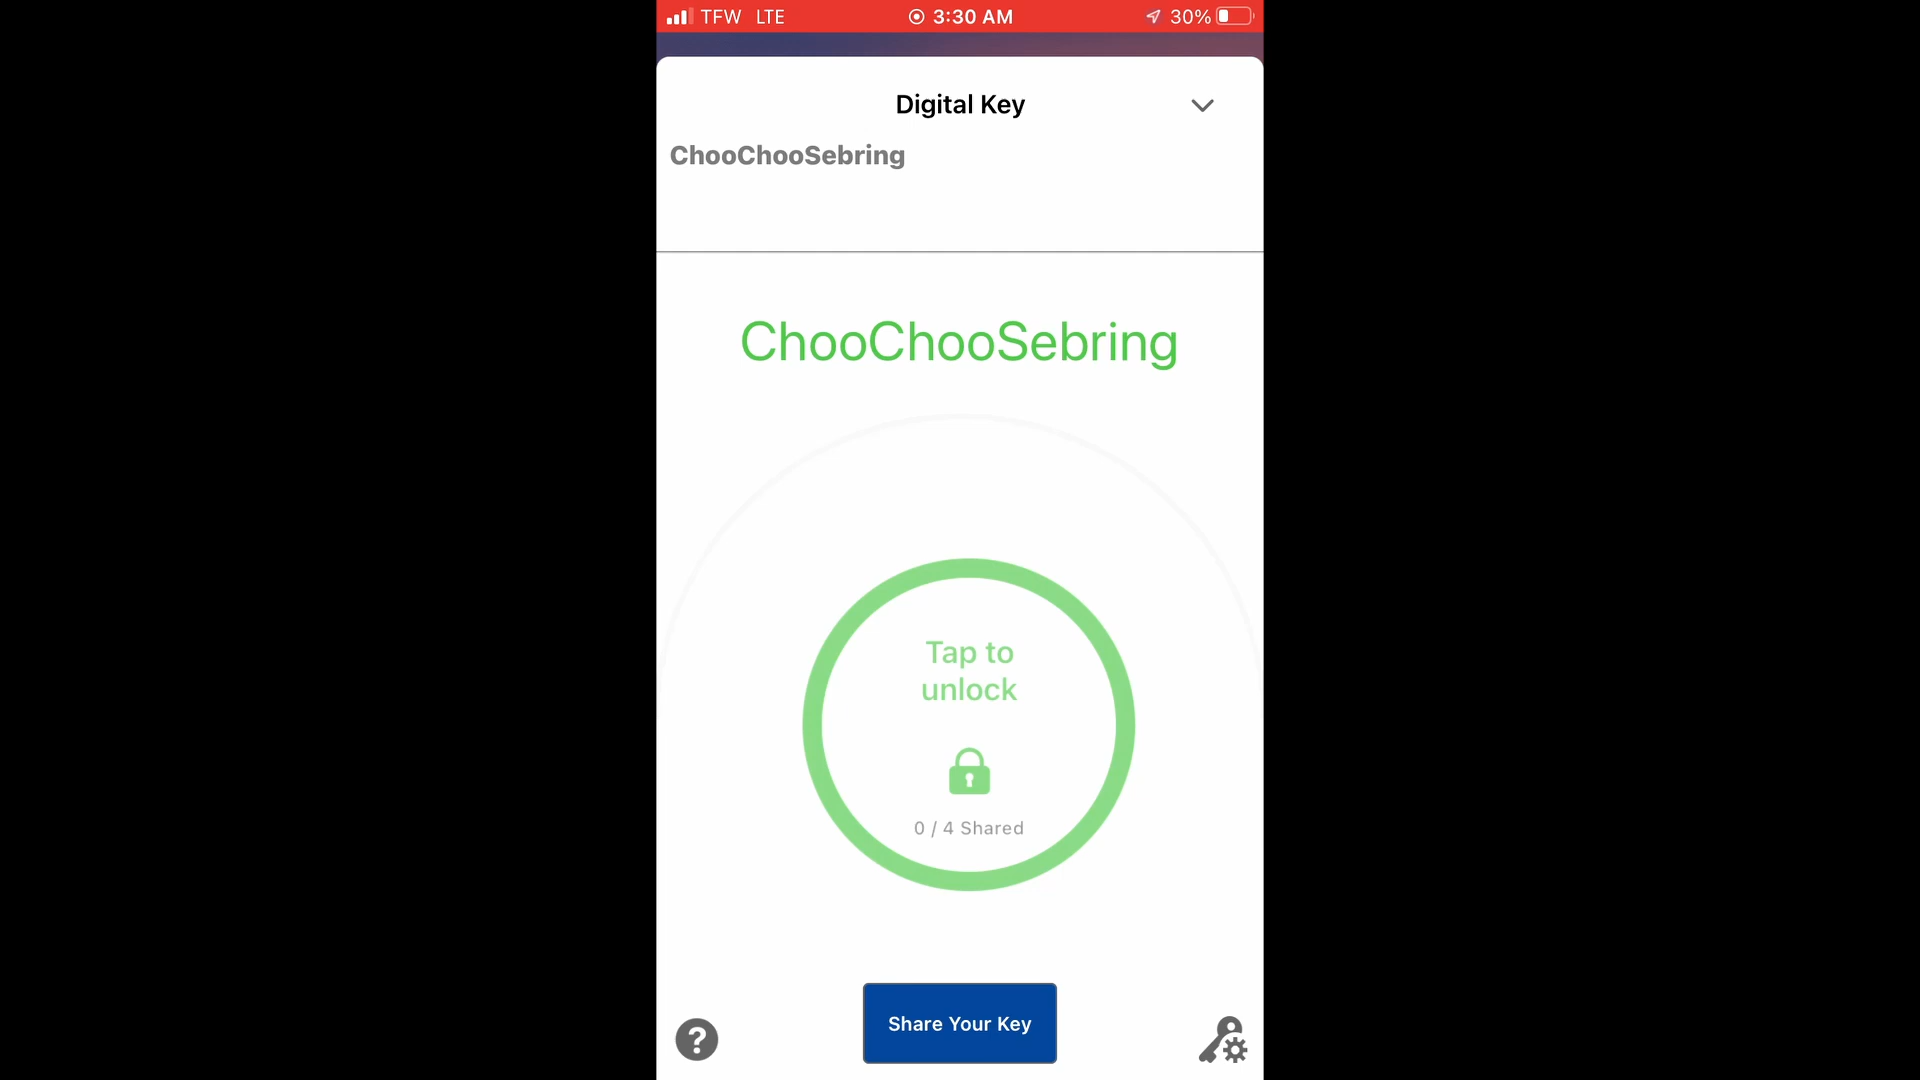 TFW LTE 3:30 AM 30%
Digital Key
ChooChooSebring
ChooChooSebring
Tap to
unlock
0 / 4 Shared
Share Your Key
?